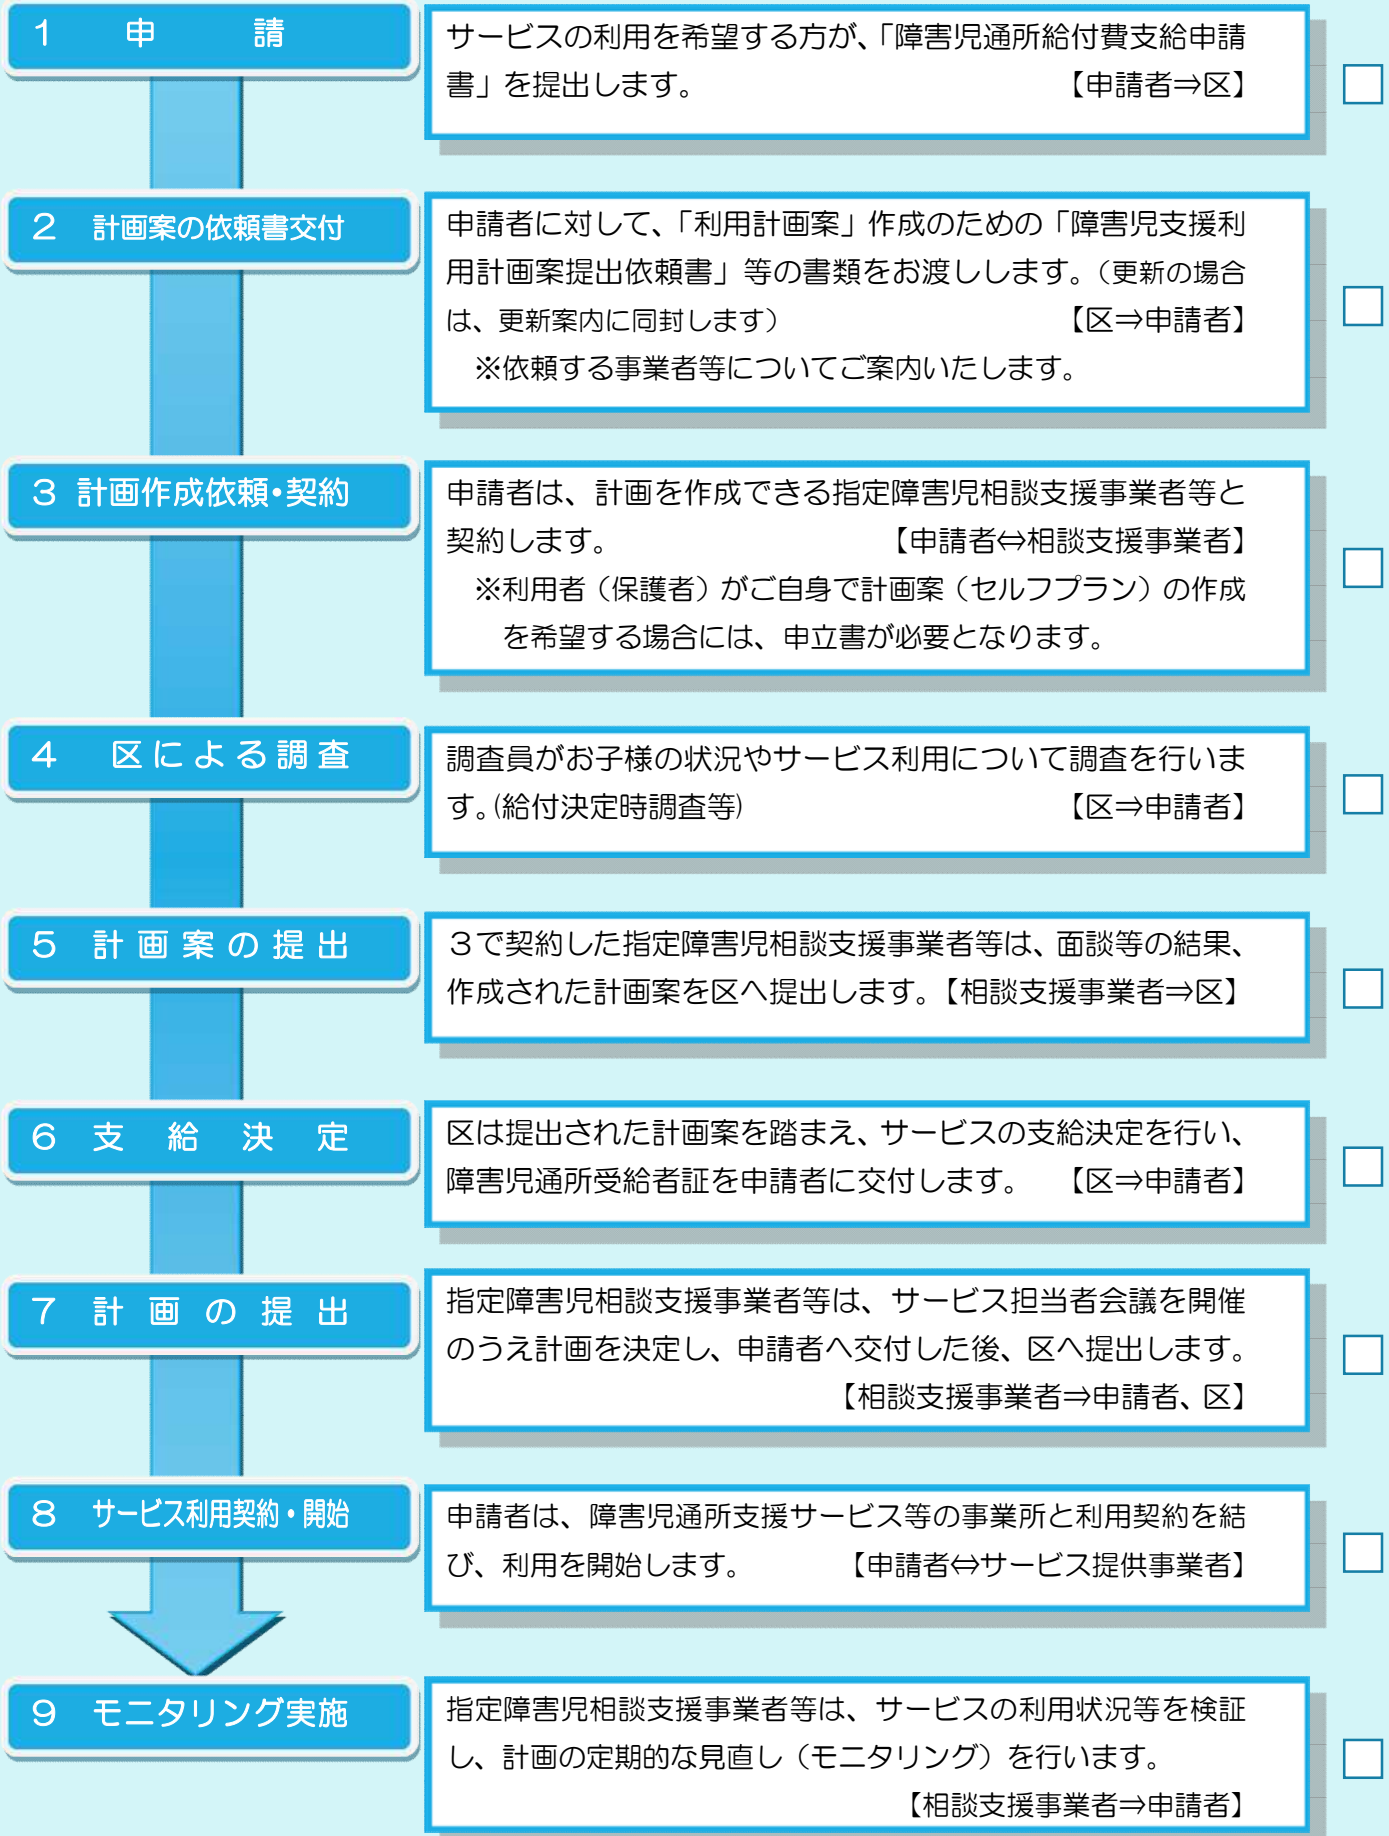 1 申 請
サービスの利用を希望する方が、「障害児通所給付費支給申請
書」を提出します。 【申請者⇒区】
2 計画案の依頼書交付
申請者に対して、「利用計画案」作成のための「障害児支援利
用計画案提出依頼書」等の書類をお渡しします。（更新の場合
は、更新案内に同封します） 【区⇒申請者】
※依頼する事業者等についてご案内いたします。
3 計画作成依頼・契約
申請者は、計画を作成できる指定障害児相談支援事業者等と
契約します。 【申請者⇔相談支援事業者】
※利用者（保護者）がご自身で計画案（セルフプラン）の作成
を希望する場合には、申立書が必要となります。
4 区による調査
調査員がお子様の状況やサービス利用について調査を行いま
す。(給付決定時調査等) 【区⇒申請者】
5 計画案の提出
３で契約した指定障害児相談支援事業者等は、面談等の結果、
作成された計画案を区へ提出します。【相談支援事業者⇒区】
6 支給決定
区は提出された計画案を踏まえ、サービスの支給決定を行い、
障害児通所受給者証を申請者に交付します。 【区⇒申請者】
7 計画の提出
指定障害児相談支援事業者等は、サービス担当者会議を開催
のうえ計画を決定し、申請者へ交付した後、区へ提出します。
【相談支援事業者⇒申請者、区】
8 サービス利用契約・開始
申請者は、障害児通所支援サービス等の事業所と利用契約を結
び、利用を開始します。 【申請者⇔サービス提供事業者】
9 モニタリング実施
指定障害児相談支援事業者等は、サービスの利用状況等を検証
し、計画の定期的な見直し（モニタリング）を行います。
【相談支援事業者⇒申請者】